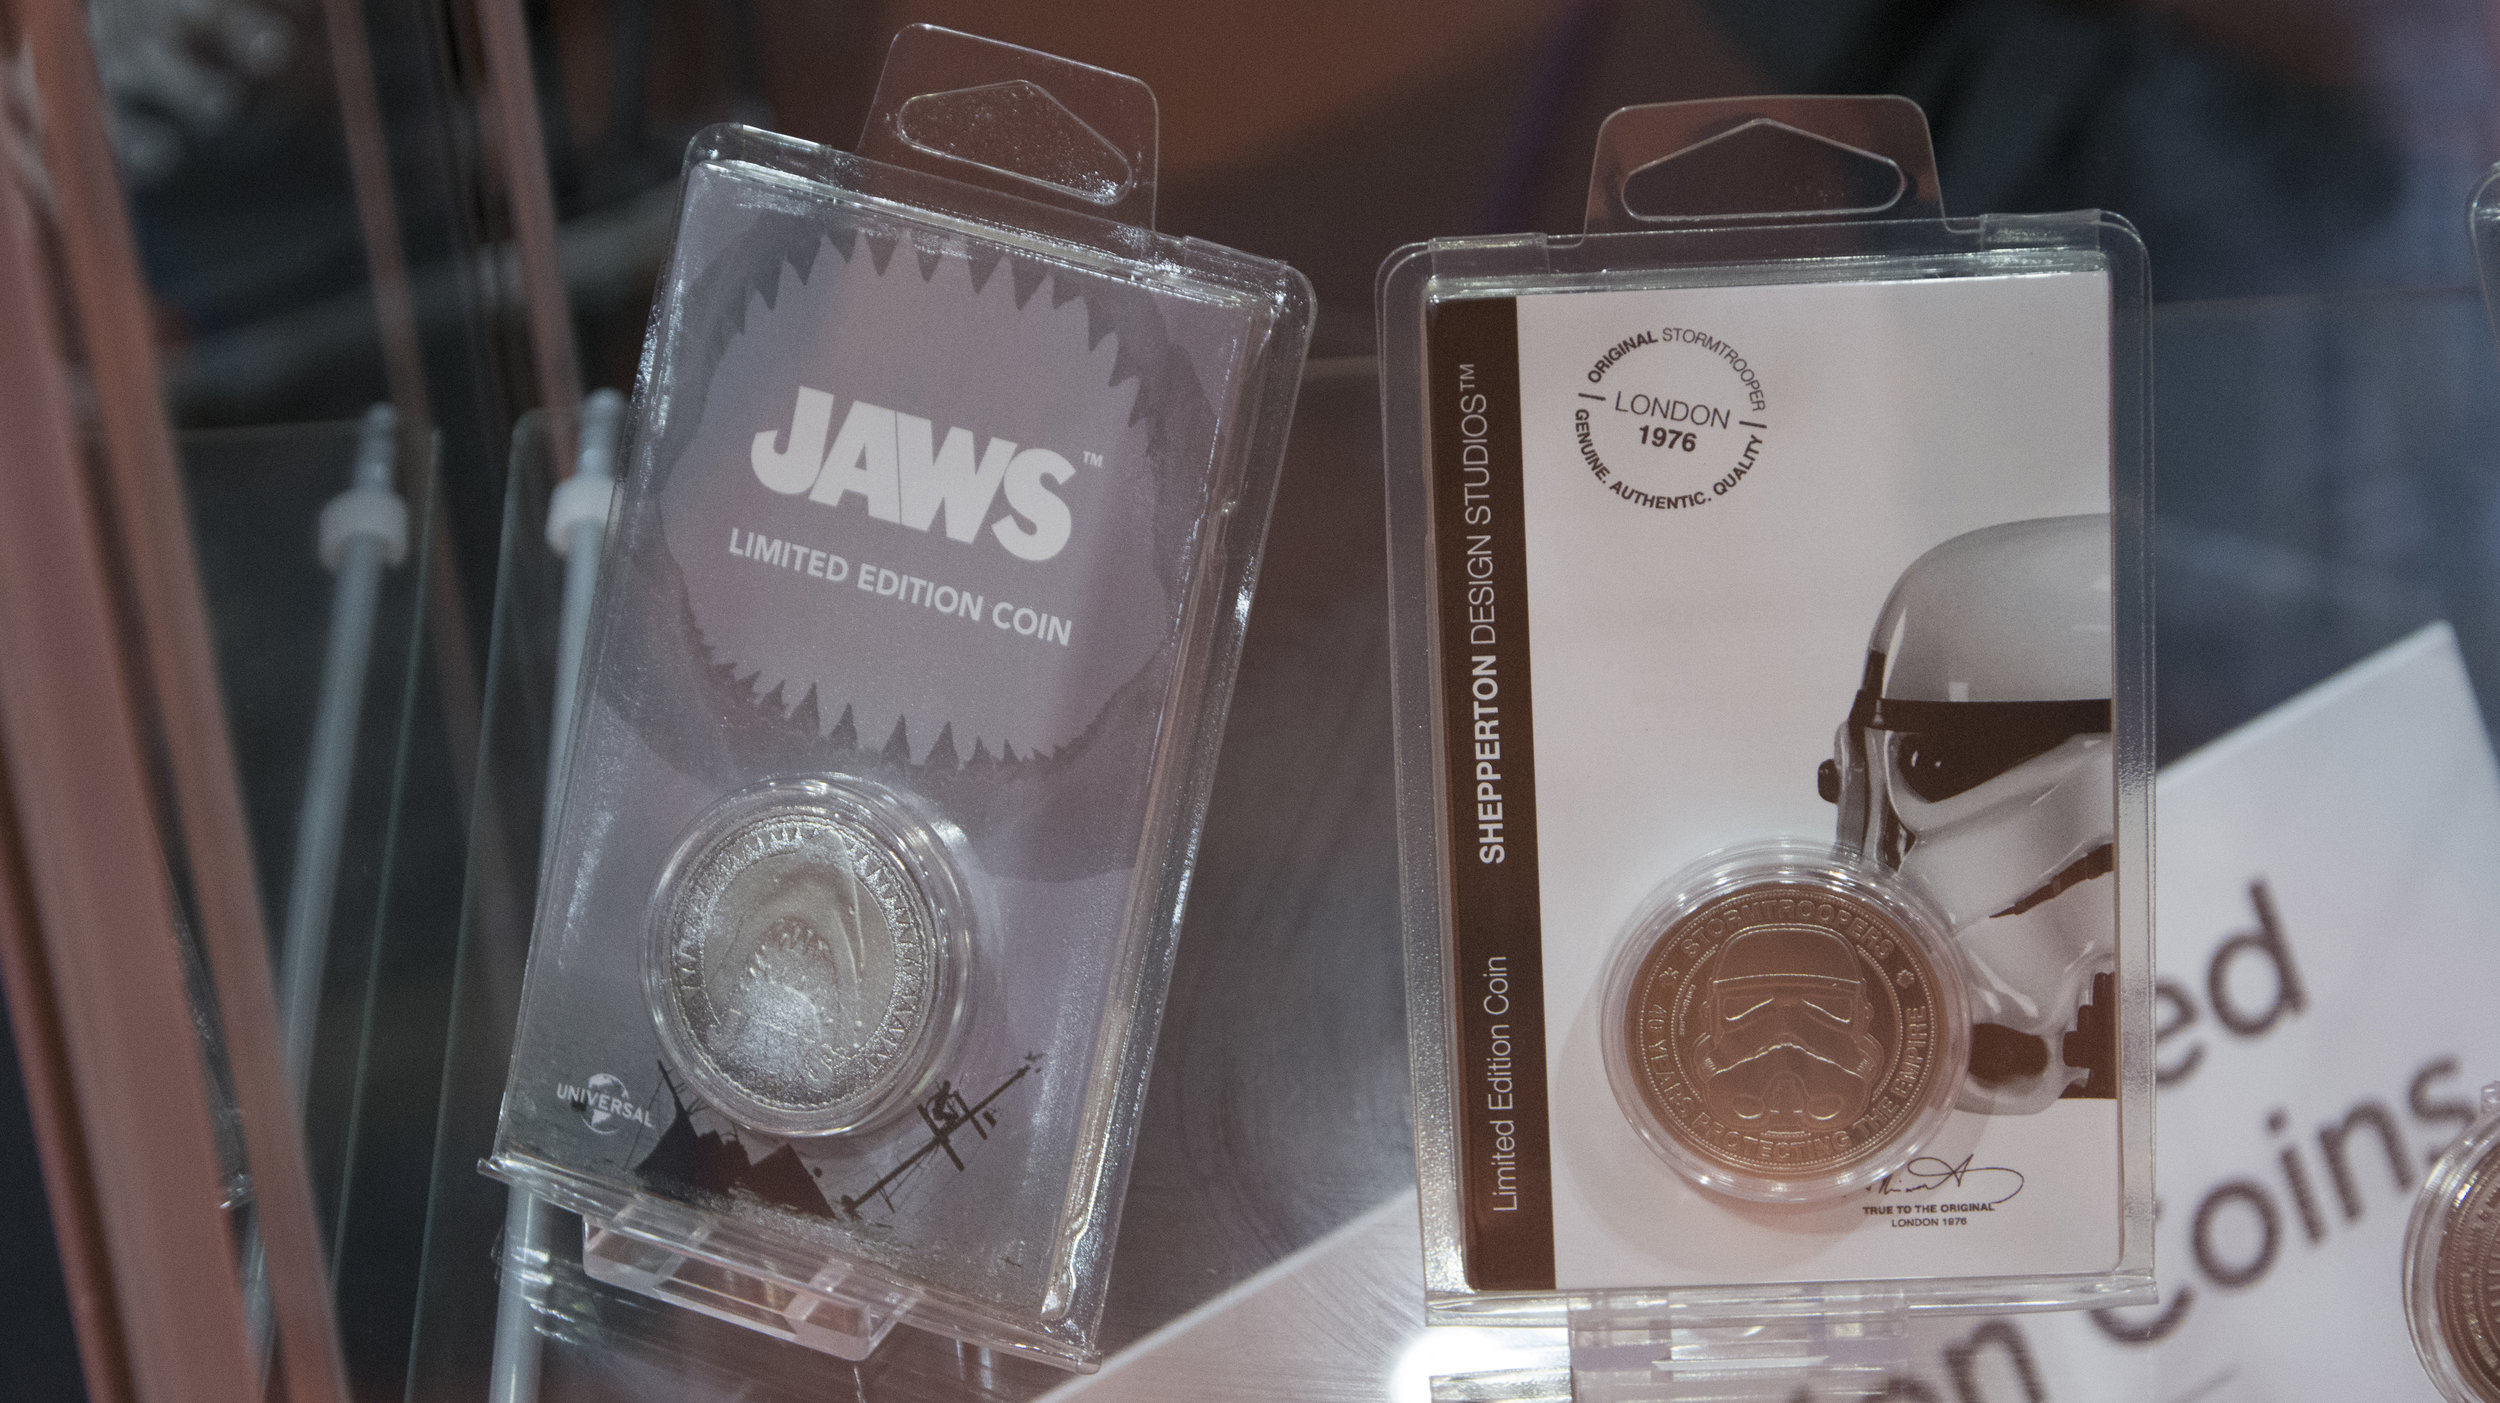 JAWS™
LIMITED EDITION COIN
UNIVERSAL
ORIGINAL STORMTROOPER
LONDON
1976
GENUINE. AUTHENTIC. QUALITY
SHEPPERTON DESIGN STUDIOS™
Limited Edition Coin
STORMTROOPERS
40 YEARS PROTECTING THE EMPIRE
TRUE TO THE ORIGINAL
LONDON 1976
ed
on Coins